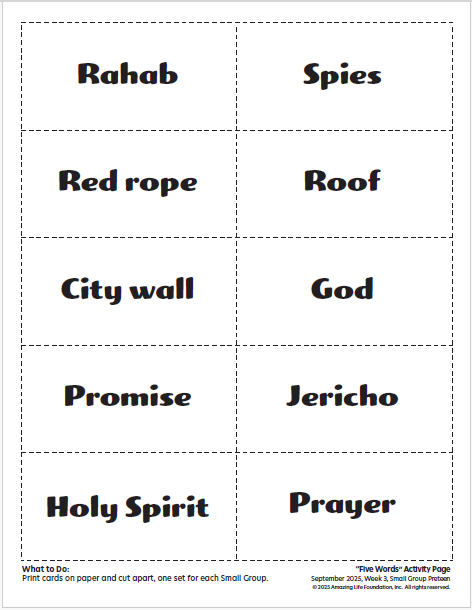 Rahab
Spies
Red rope
Roof
City wall
God
Promise
Jericho
Holy Spirit
Prayer
What to Do:
Print cards on paper and cut apart, one set for each Small Group.
"Five Words" Activity Page
September 2025, Week 3, Small Group Preteen
© 2025 Amazing Life Foundation, Inc. All rights reserved.